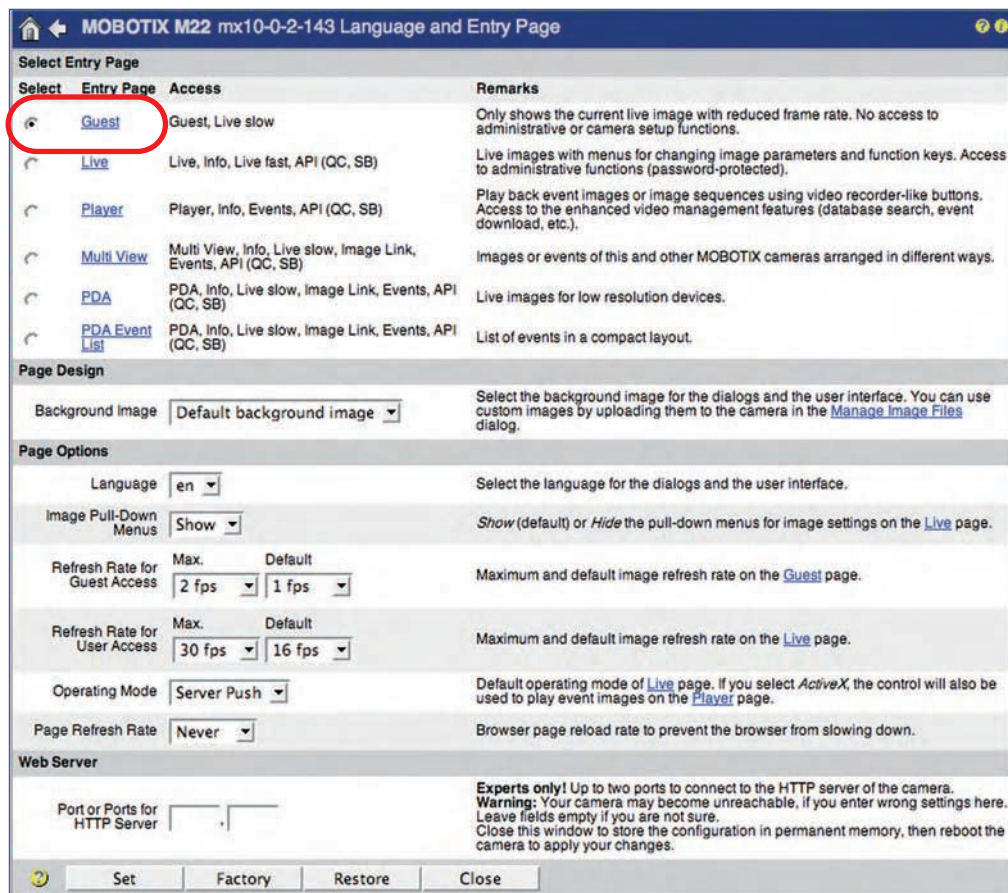 MOBOTIX M22 mx10-0-2-143 Language and Entry Page
Select Entry Page
Select Entry Page Access Remarks
Guest Guest, Live slow
Only shows the current live image with reduced frame rate. No access to
administrative or camera setup functions.
Live Live, Info, Live fast, API (QC, SB)
Live images with menus for changing image parameters and function keys. Access
to administrative functions (password-protected).
Player Player, Info, Events, API (QC, SB)
Play back event images or image sequences using video recorder-like buttons.
Access to the enhanced video management features (database search, event
download, etc.).
Multi View
Multi View, Info, Live slow, Image Link,
Events, API (QC, SB)
Images or events of this and other MOBOTIX cameras arranged in different ways.
PDA
PDA, Info, Live slow, Image Link, Events, API
(QC, SB)
Live images for low resolution devices.
PDA Event
List
PDA, Info, Live slow, Image Link, Events, API
(QC, SB)
List of events in a compact layout.
Page Design
Background Image Default background image
Select the background image for the dialogs and the user interface. You can use
custom images by uploading them to the camera in the Manage Image Files
dialog.
Page Options
Language en Select the language for the dialogs and the user interface.
Image Pull-Down
Menus
Show
Show (default) or Hide the pull-down menus for image settings on the Live page.
Refresh Rate for
Guest Access
Max. Default
2 fps 1 fps
Maximum and default image refresh rate on the Guest page.
Refresh Rate for
User Access
Max. Default
30 fps 16 fps
Maximum and default image refresh rate on the Live page.
Operating Mode Server Push
Default operating mode of Live page. If you select ActiveX, the control will also be
used to play event images on the Player page.
Page Refresh Rate Never Browser page reload rate to prevent the browser from slowing down.
Web Server
Port or Ports for
HTTP Server
,
Experts only! Up to two ports to connect to the HTTP server of the camera.
Warning: Your camera may become unreachable, if you enter wrong settings here.
Leave fields empty if you are not sure.
Close this window to store the configuration in permanent memory, then reboot the
camera to apply your changes.
? Set Factory Restore Close